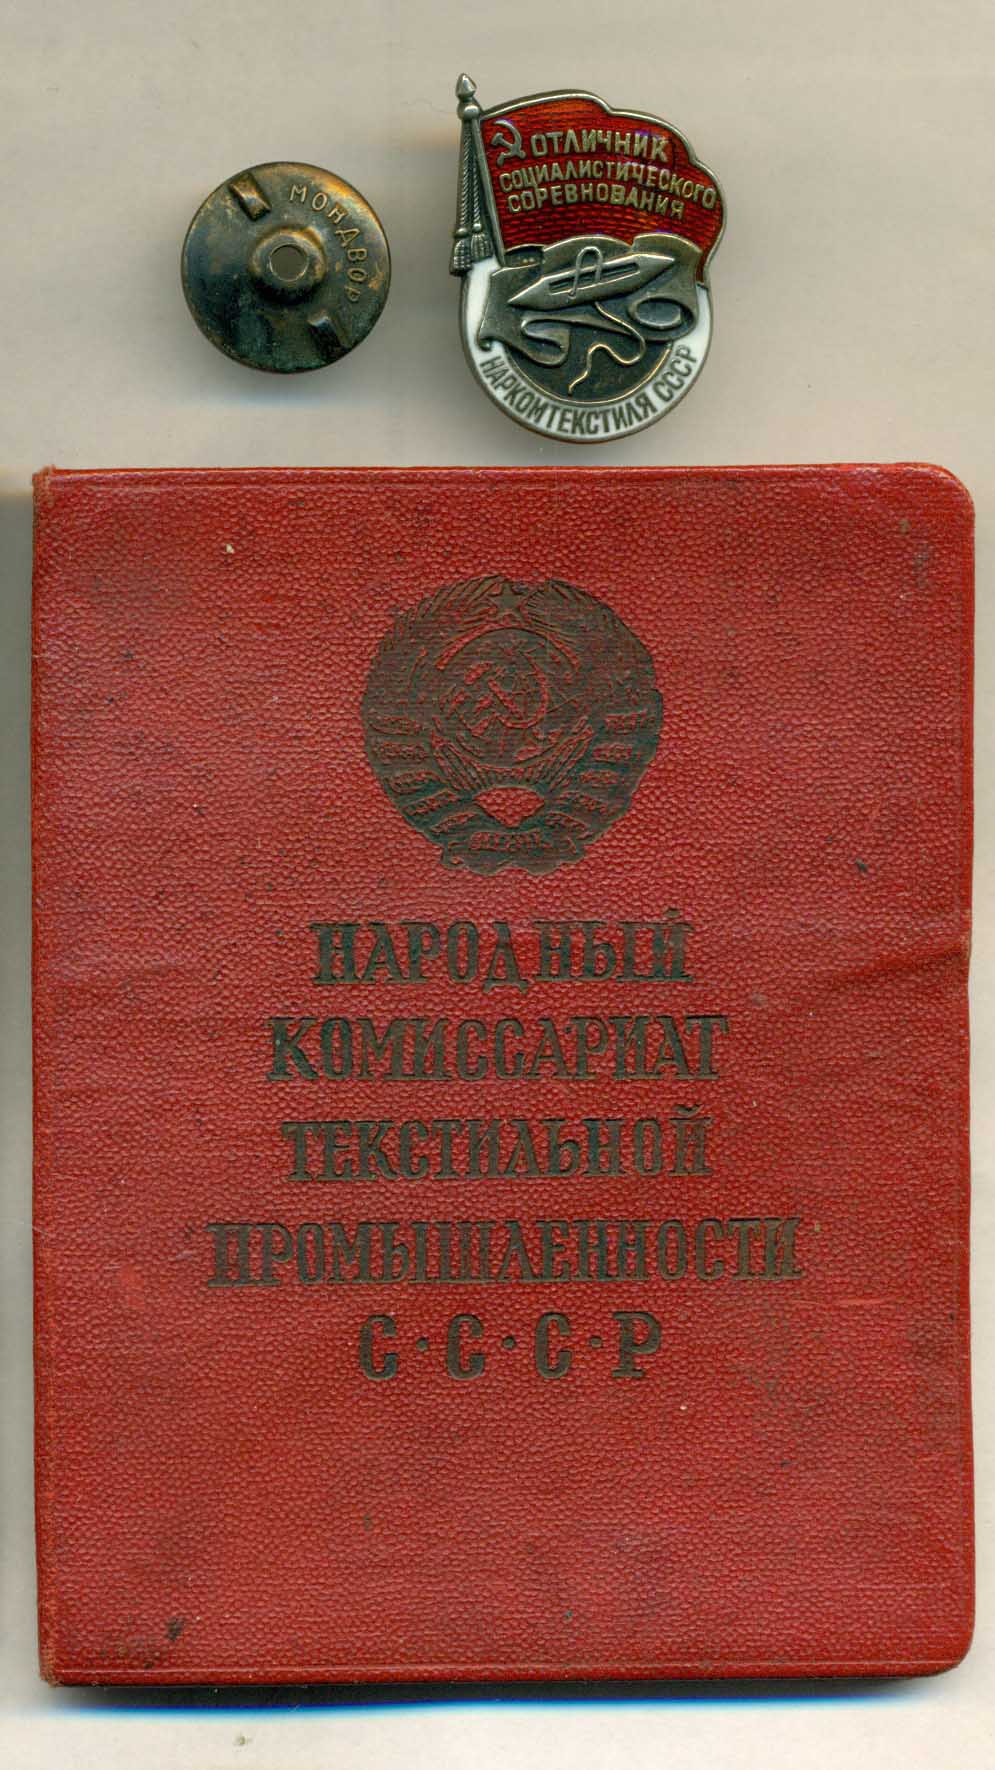 МОНДВОР
ОТЛИЧНИК
СОЦИАЛИСТИЧЕСКОГО
СОРЕВНОВАНИЯ
НАРКОМТЕКСТИЛЯ СССР
НАРОДНЫЙ
КОМИССАРИАТ
ТЕКСТИЛЬНОЙ
ПРОМЫШЛЕННОСТИ
С·С·С·Р